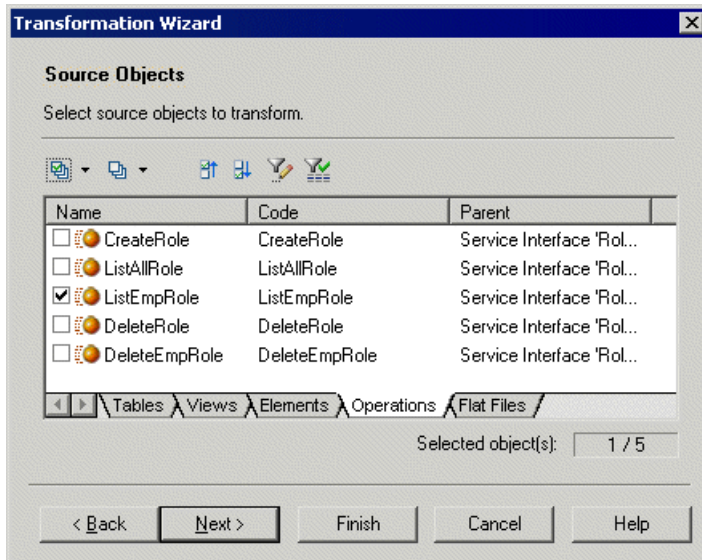 Transformation Wizard
Source Objects
Select source objects to transform.
Name Code Parent
CreateRole CreateRole Service Interface 'Rol...
ListAllRole ListAllRole Service Interface 'Rol...
ListEmpRole ListEmpRole Service Interface 'Rol...
DeleteRole DeleteRole Service Interface 'Rol...
DeleteEmpRole DeleteEmpRole Service Interface 'Rol...
Tables Views Elements Operations Flat Files
Selected object(s): 1 / 5
< Back Next > Finish Cancel Help